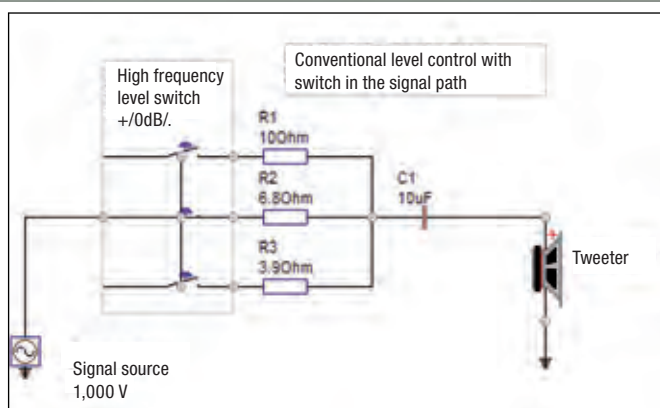 Conventional level control with
switch in the signal path
High frequency
level switch
+/0dB/.
R1
10Ohm
R2
6.8Ohm
R3
3.9Ohm
C1
10uF
+
Tweeter
Signal source
1,000 V